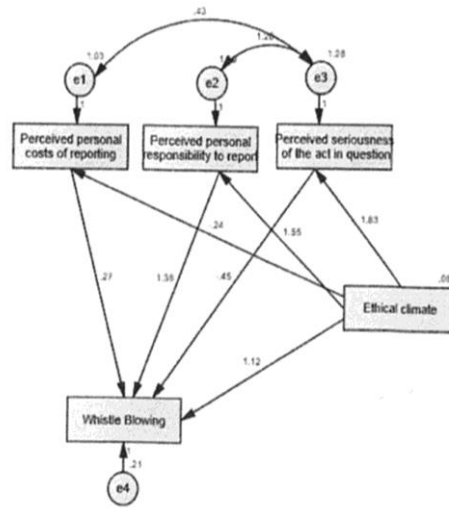 .43
1.03
1.28
1.28
e1
e2
e3
1
1
1
Perceived personal
costs of reporting
Perceived personal
responsibility to report
Perceived seriousness
of the act in question
.24
1.55
1.83
.27
1.38
-.45
Ethical climate
1.12
Whistle Blowing
1
.21
e4